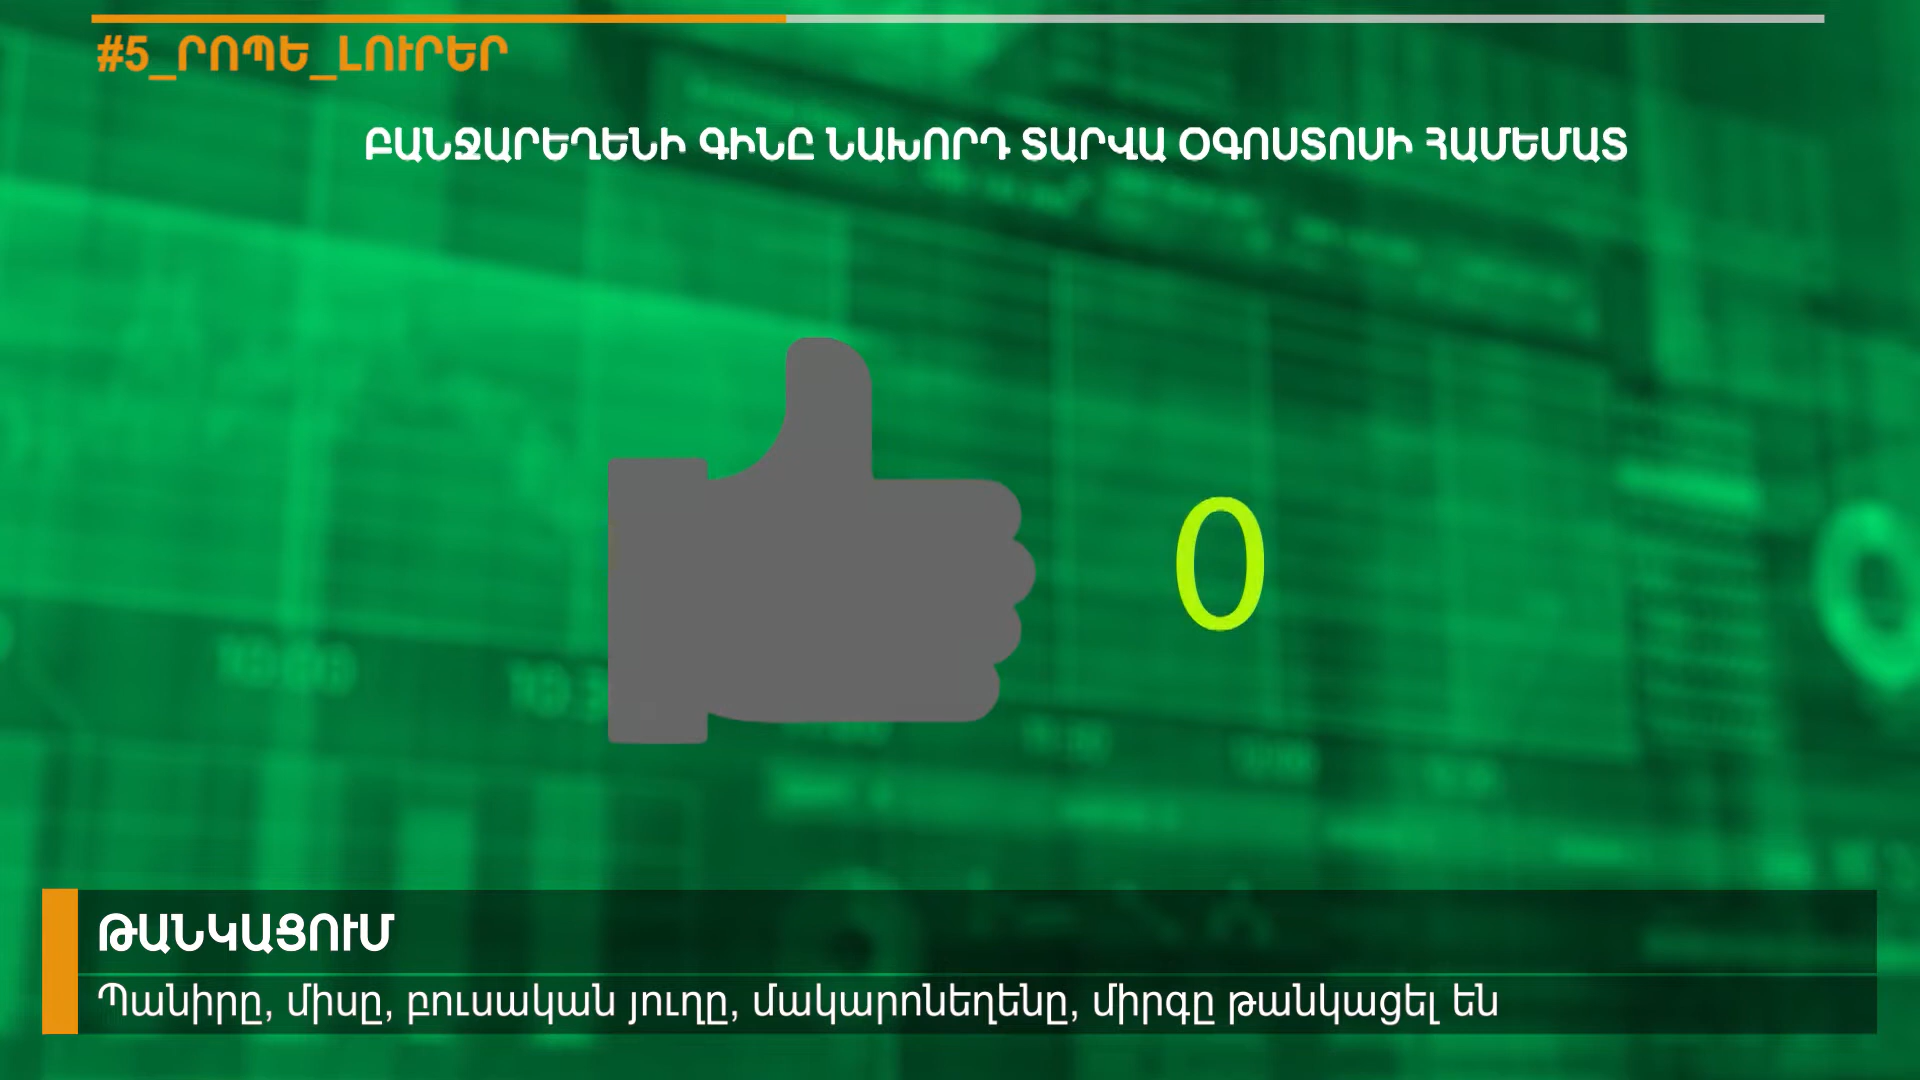 #5_ՐՈՊԵ_ԼՈՒՐԵՐ
ԲԱՆՋԱՐԵՂԵՆԻ ԳԻՆԸ ՆԱԽՈՐԴ ՏԱՐՎԱ ՕԳՈՍՏՈՍԻ ՀԱՄԵՄԱՏ
0
ԹԱՆԿԱՑՈՒՄ
Պանիրը, միսը, բուսական յուղը, մակարոնեղենը, միրգը թանկացել են